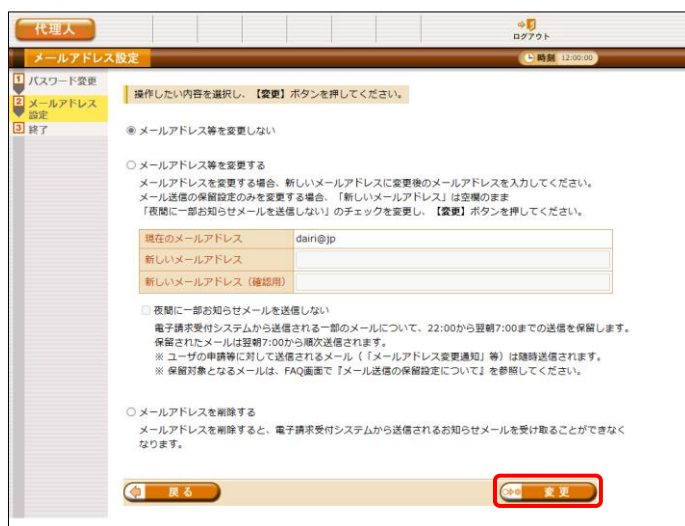 代理人
ログアウト
メールアドレス設定
時刻 12:00:00
1 パスワード変更
2 メールアドレス
設定
3 終了
操作したい内容を選択し、【変更】ボタンを押してください。
メールアドレス等を変更しない
メールアドレス等を変更する
メールアドレスを変更する場合、新しいメールアドレスに変更後のメールアドレスを入力してください。
メール送信の保留設定のみを変更する場合、「新しいメールアドレス」は空欄のまま
「夜間に一部お知らせメールを送信しない」のチェックを変更し、【変更】ボタンを押してください。
現在のメールアドレス dairi@jp
新しいメールアドレス
新しいメールアドレス（確認用）
夜間に一部お知らせメールを送信しない
電子請求受付システムから送信される一部のメールについて、22:00から翌朝7:00までの送信を保留します。
保留されたメールは翌朝7:00から順次送信されます。
※ ユーザの申請等に対して送信されるメール（「メールアドレス変更通知」等）は随時送信されます。
※ 保留対象となるメールは、FAQ画面で『メール送信の保留設定について』を参照してください。
メールアドレスを削除する
メールアドレスを削除すると、電子請求受付システムから送信されるお知らせメールを受け取ることができなく
なります。
戻る
変更